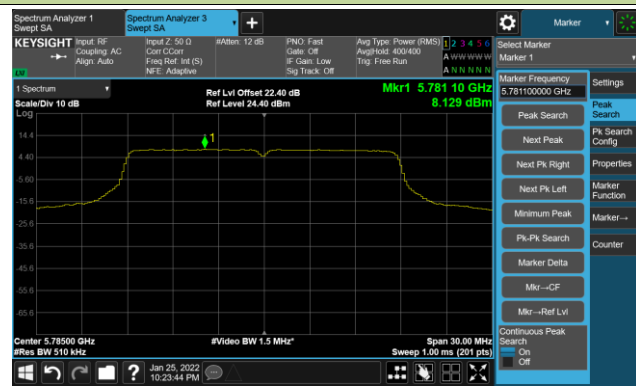 Spectrum Analyzer 1
Swept SA
Spectrum Analyzer 3
Swept SA
Marker
KEYSIGHT
Input: RF
Coupling: AC
Align: Auto
Input Z: 50 Ω
Corr CCorr
Freq Ref: Int (S)
NFE: Adaptive
#Atten: 12 dB
PNO: Fast
Gate: Off
IF Gain: Low
Sig Track: Off
Avg Type: Power (RMS)
Avg|Hold: 400/400
Trig: Free Run
1 2 3 4 5 6
A W W W W W
A N N N N N
Select Marker
Marker 1
1 Spectrum
Scale/Div 10 dB
Log
Ref Lvl Offset 22.40 dB
Ref Level 24.40 dBm
Mkr1 5.781 10 GHz
8.129 dBm
14.4
4.40
-5.60
-15.6
-25.6
-35.6
-45.6
-55.6
-65.6
1
Center 5.78500 GHz
#Res BW 510 kHz
#Video BW 1.5 MHz*
Span 30.00 MHz
Sweep 1.00 ms (201 pts)
Marker Frequency
5.781100000 GHz
Peak Search
Next Peak
Next Pk Right
Next Pk Left
Minimum Peak
Pk-Pk Search
Marker Delta
Mkr→CF
Mkr→Ref Lvl
Continuous Peak
Search
On
Off
Settings
Peak
Search
Pk Search
Config
Properties
Marker
Function
Marker→
Counter
Jan 25, 2022
10:23:44 PM